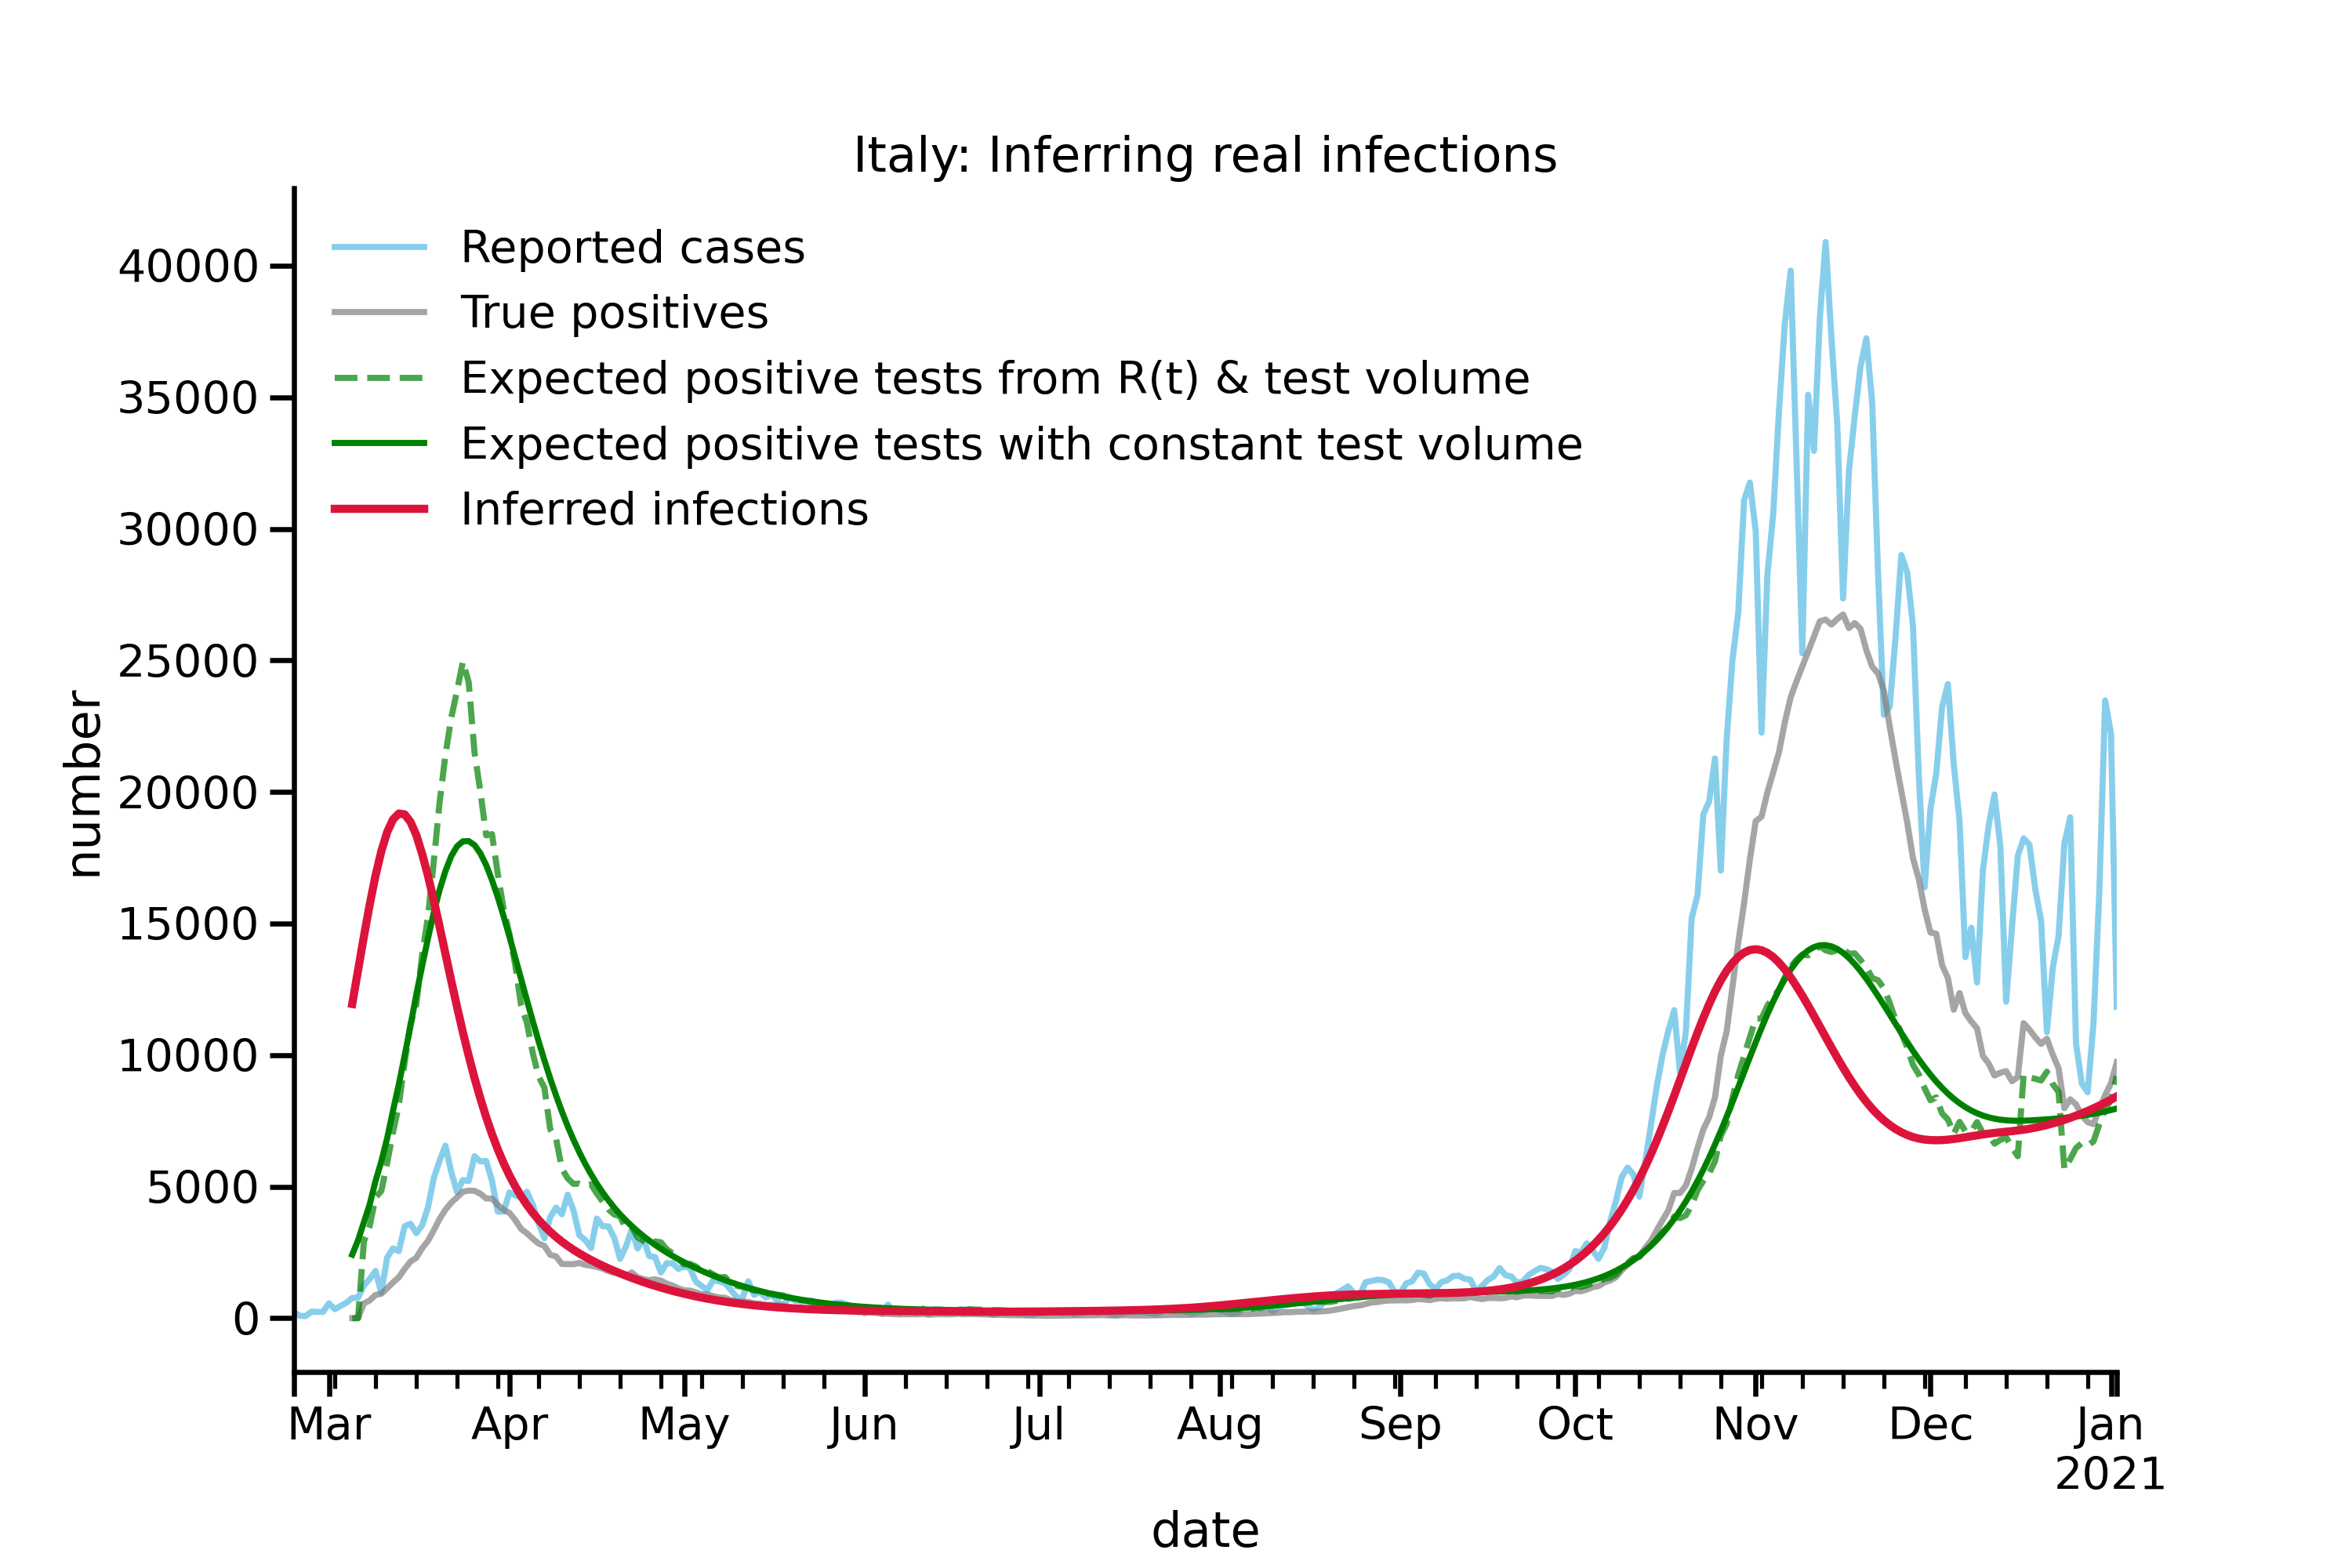 Italy: Inferring real infections
Reported cases
True positives
Expected positive tests from R(t) & test volume
Expected positive tests with constant test volume
Inferred infections
number
40000
35000
30000
25000
20000
15000
10000
5000
0
Mar Apr May Jun Jul Aug Sep Oct Nov Dec Jan
2021
date